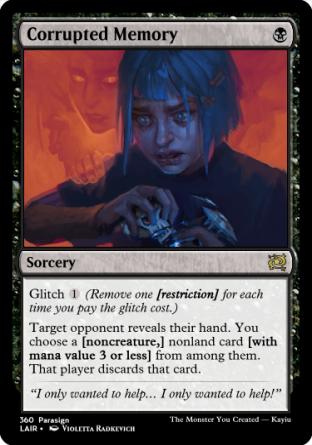 Corrupted Memory
Sorcery
Glitch 1 (Remove one [restriction] for each
time you pay the glitch cost.)
Target opponent reveals their hand. You
choose a [noncreature,] nonland card [with
mana value 3 or less] from among them.
That player discards that card.
“I only wanted to help... I only wanted to help!”
360 Parasign
The Monster You Created — Kayiu
LAIR • Violetta Radkevich